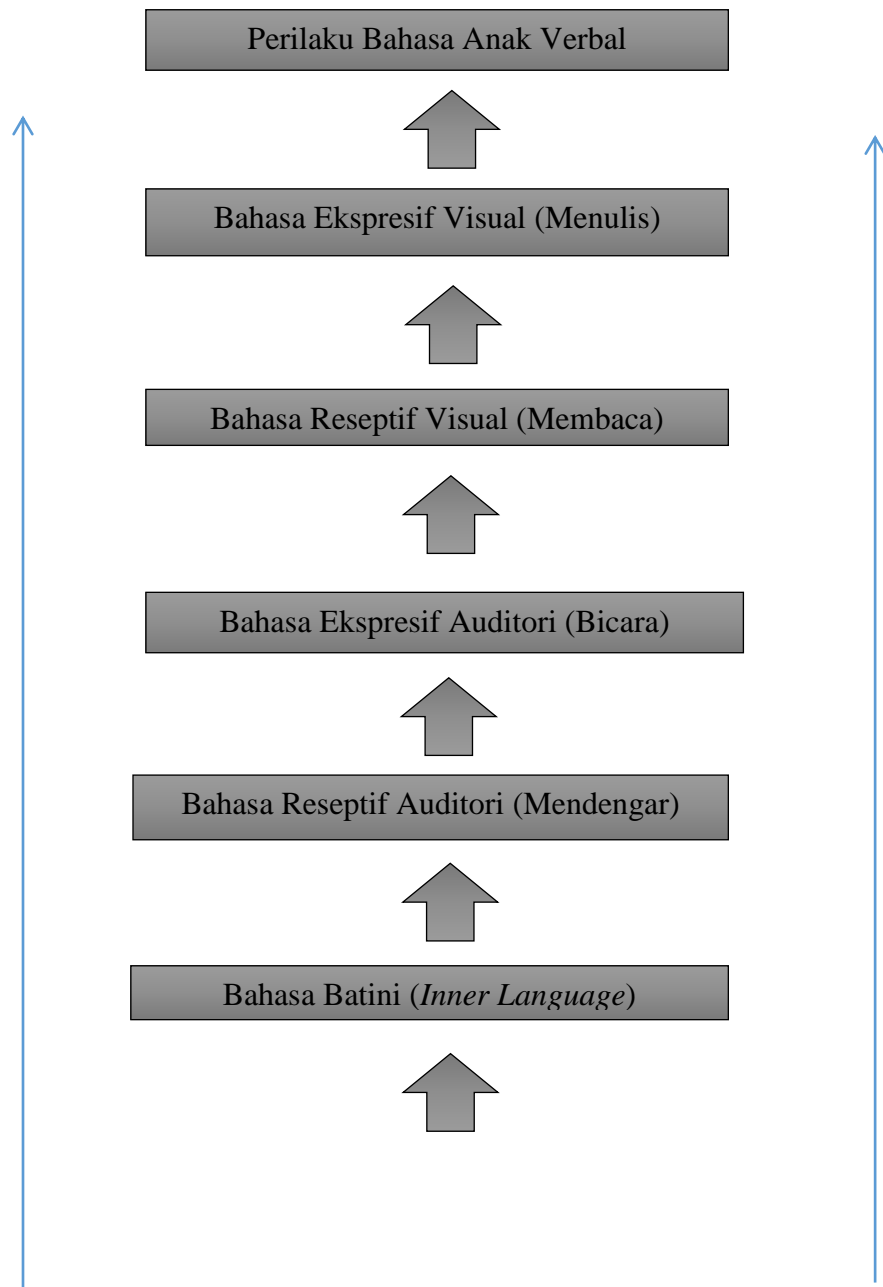 Perilaku Bahasa Anak Verbal
Bahasa Ekspresif Visual (Menulis)
Bahasa Reseptif Visual (Membaca)
Bahasa Ekspresif Auditori (Bicara)
Bahasa Reseptif Auditori (Mendengar)
Bahasa Batini (Inner Language)